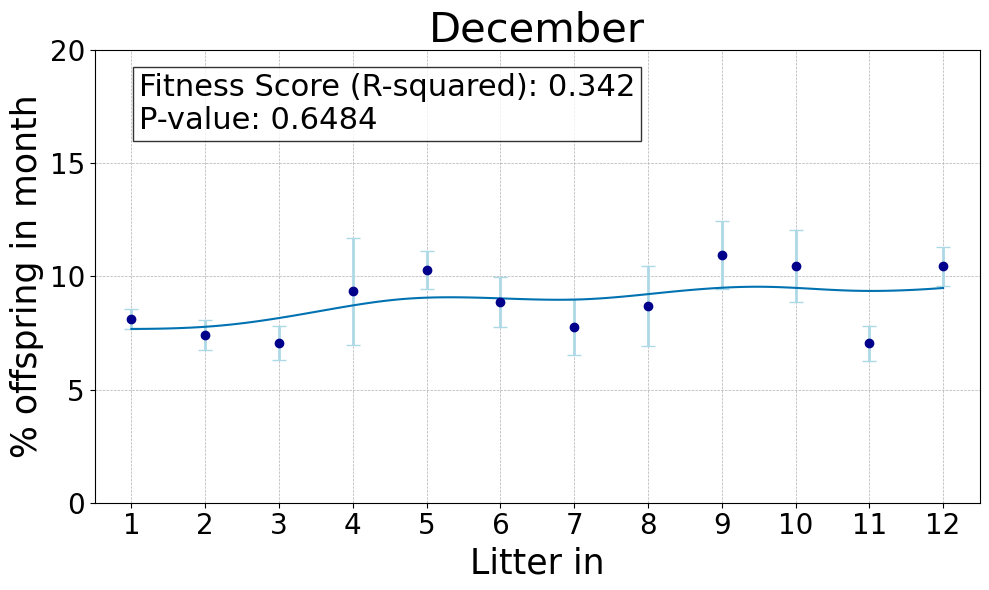 December
Fitness Score (R-squared): 0.342
P-value: 0.6484
% offspring in month
20
15
10
5
0
1 2 3 4 5 6 7 8 9 10 11 12
Litter in